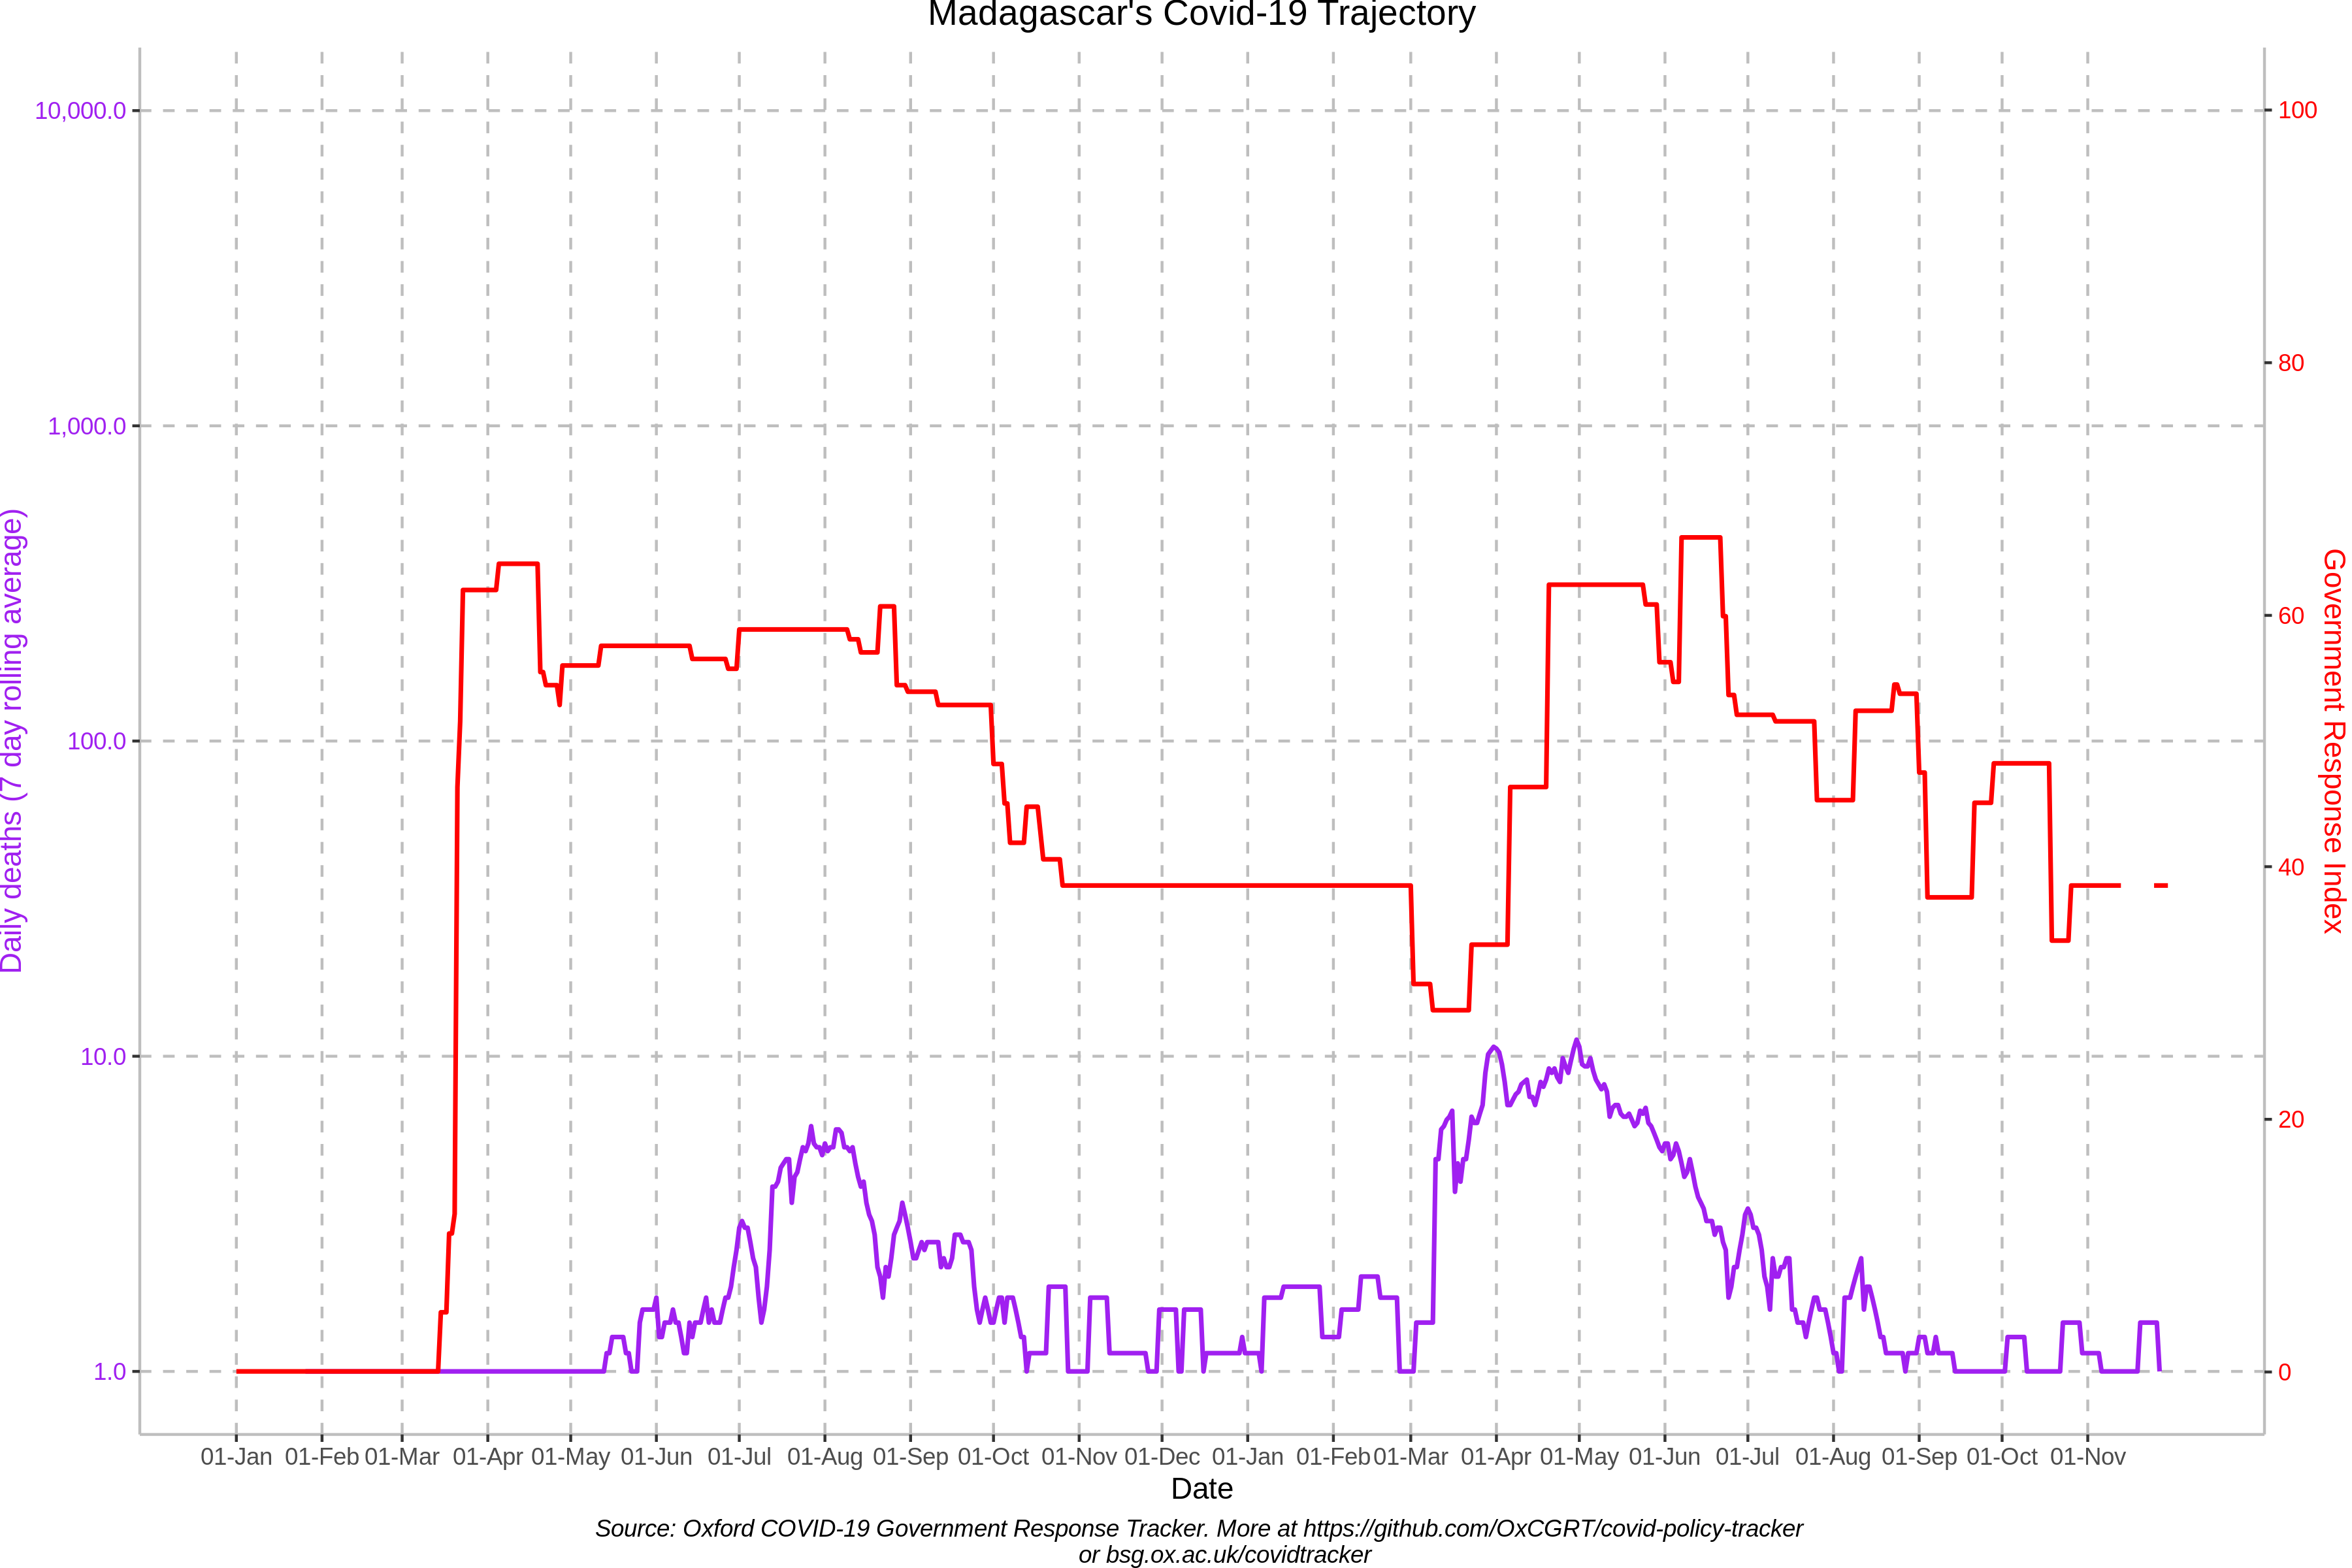 Madagascar's Covid-19 Trajectory
10,000.0
1,000.0
100.0
10.0
1.0
Daily deaths (7 day rolling average)
100
80
60
40
20
0
Government Response Index
01-Jan 01-Feb 01-Mar 01-Apr 01-May 01-Jun 01-Jul 01-Aug 01-Sep 01-Oct 01-Nov 01-Dec 01-Jan 01-Feb 01-Mar 01-Apr 01-May 01-Jun 01-Jul 01-Aug 01-Sep 01-Oct 01-Nov
Date
Source: Oxford COVID-19 Government Response Tracker. More at https://github.com/OxCGRT/covid-policy-tracker
or bsg.ox.ac.uk/covidtracker